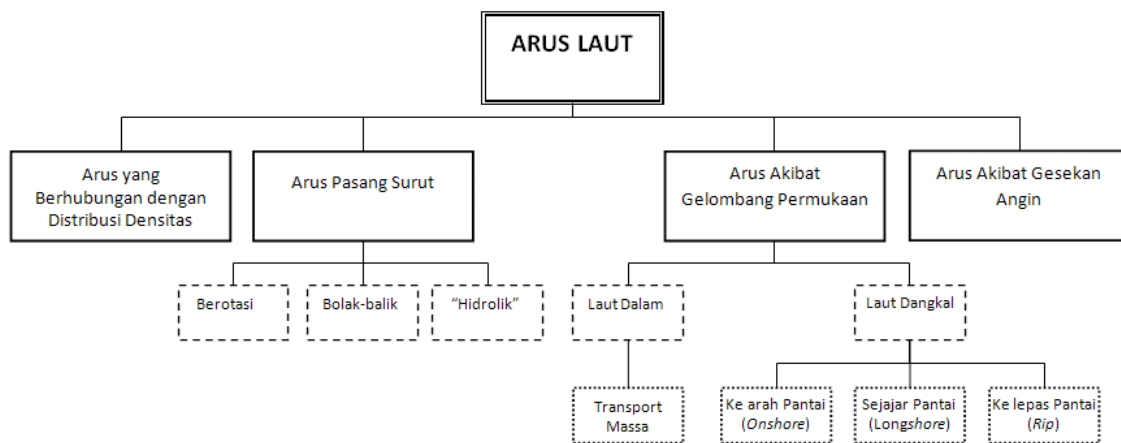 ARUS LAUT
Arus yang
Berhubungan dengan
Distribusi Densitas
Arus Pasang Surut
Arus Akibat
Gelombang Permukaan
Arus Akibat Gesekan
Angin
Berotasi
Bolak-balik
“Hidrolik”
Laut Dalam
Laut Dangkal
Transport
Massa
Ke arah Pantai
(Onshore)
Sejajar Pantai
(Longshore)
Ke lepas Pantai
(Rip)